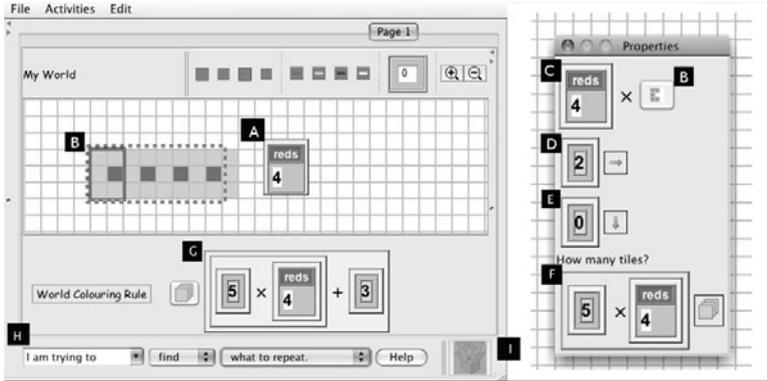 File Activities Edit
Page 1
My World
0
B
A
reds
4
G
5 × reds 4 + 3
World Colouring Rule
H
I am trying to find what to repeat. Help
I
Properties
C
reds
4
×
B
D
2 →
E
0 ↓
How many tiles?
F
5 × reds 4